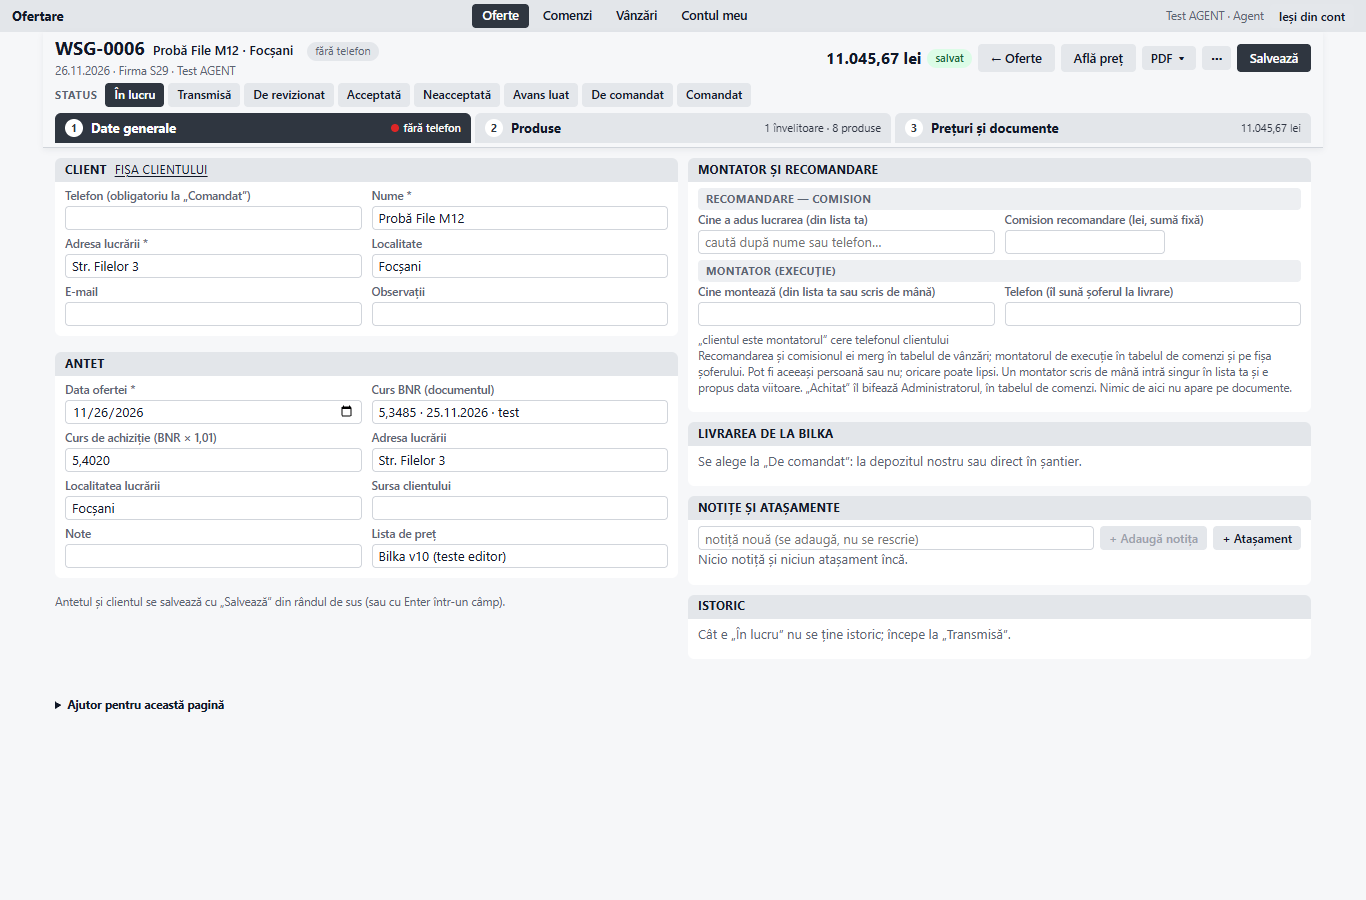 Ofertare
Oferte
Comenzi
Vânzări
Contul meu
Test AGENT · Agent
Ieși din cont
WSG-0006 Probă File M12 · Focșani fără telefon
26.11.2026 · Firma S29 · Test AGENT
11.045,67 lei salvat
← Oferte
Află preț
PDF ▾
···
Salvează
STATUS
În lucru
Transmisă
De revizionat
Acceptată
Neacceptată
Avans luat
De comandat
Comandat
1 Date generale fără telefon
2 Produse 1 învelitoare · 8 produse
3 Prețuri și documente 11.045,67 lei
CLIENT FIȘA CLIENTULUI
Telefon (obligatoriu la „Comandat”)
Nume *
Probă File M12
Adresa lucrării *
Localitate
Str. Filelor 3
Focșani
E-mail
Observații
ANTET
Data ofertei *
Curs BNR (documentul)
11/26/2026
5,3485 · 25.11.2026 · test
Curs de achiziție (BNR × 1,01)
Adresa lucrării
5,4020
Str. Filelor 3
Localitatea lucrării
Sursa clientului
Focșani
Note
Lista de preț
Bilka v10 (teste editor)
Antetul și clientul se salvează cu „Salvează” din rândul de sus (sau cu Enter într-un câmp).
MONTATOR ȘI RECOMANDARE
RECOMANDARE — COMISION
Cine a adus lucrarea (din lista ta)
Comision recomandare (lei, sumă fixă)
caută după nume sau telefon...
MONTATOR (EXECUȚIE)
Cine montează (din lista ta sau scris de mână)
Telefon (îl sună șoferul la livrare)
„clientul este montatorul” cere telefonul clientului
Recomandarea și comisionul ei merg în tabelul de vânzări; montatorul de execuție în tabelul de comenzi și pe fișa
șoferului. Pot fi aceeași persoană sau nu; oricare poate lipsi. Un montator scris de mână intră singur în lista ta și e
propus data viitoare. „Achitat” îl bifează Administratorul, în tabelul de comenzi. Nimic de aici nu apare pe documente.
LIVRAREA DE LA BILKA
Se alege la „De comandat”: la depozitul nostru sau direct în șantier.
NOTIȚE ȘI ATAȘAMENTE
notiță nouă (se adaugă, nu se rescrie)
+ Adaugă notița
+ Atașament
Nicio notiță și niciun atașament încă.
ISTORIC
Cât e „În lucru” nu se ține istoric; începe la „Transmisă”.
▸ Ajutor pentru această pagină